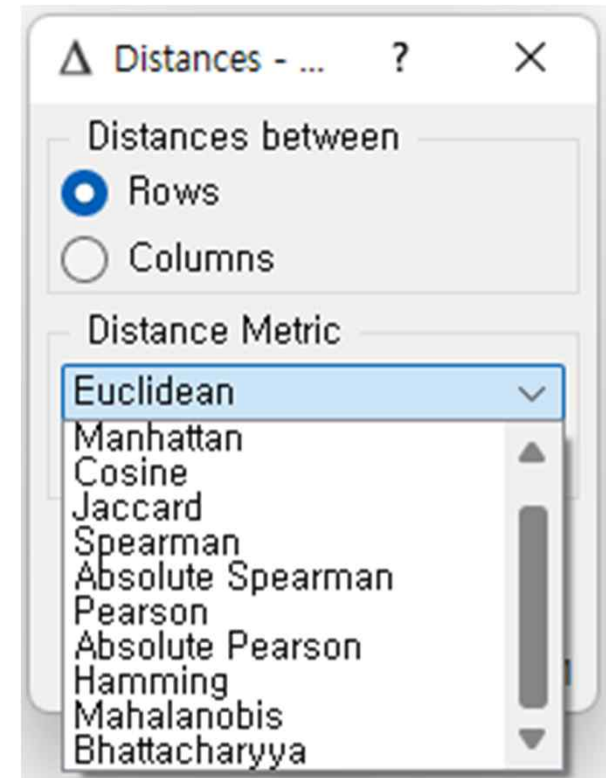 Δ Distances - ... ?
Distances between
Rows
Columns
Distance Metric
Euclidean
Manhattan
Cosine
Jaccard
Spearman
Absolute Spearman
Pearson
Absolute Pearson
Hamming
Mahalanobis
Bhattacharyya